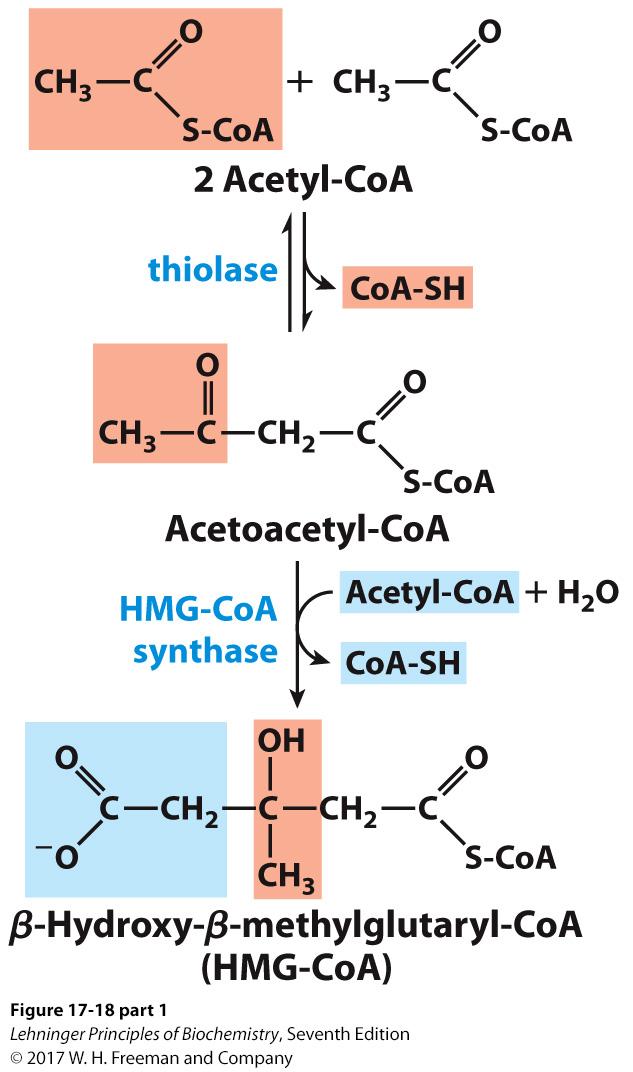 O O
CH3—C + CH3—C
S-CoA S-CoA
2 Acetyl-CoA
thiolase
CoA-SH
O O
CH3—C—CH2—C
S-CoA
Acetoacetyl-CoA
HMG-CoA
synthase
Acetyl-CoA + H2O
CoA-SH
O OH O
C—CH2—C—CH2—C
−O CH3 S-CoA
β-Hydroxy-β-methylglutaryl-CoA
(HMG-CoA)
Figure 17-18 part 1
Lehninger Principles of Biochemistry, Seventh Edition
© 2017 W. H. Freeman and Company